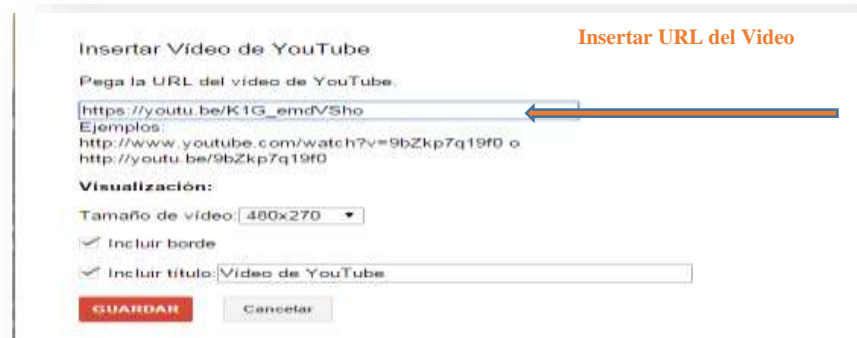 Insertar URL del Video
Insertar Vídeo de YouTube
Pega la URL del vídeo de YouTube.
https://youtu.be/K1G_emdVSho
Ejemplos:
http://www.youtube.com/watch?v=9bZkp7q19f0 o
http://youtu.be/9bZkp7q19f0
Visualización:
Tamaño de vídeo: 480x270
Incluir borde
Incluir título: Vídeo de YouTube
GUARDAR Cancelar